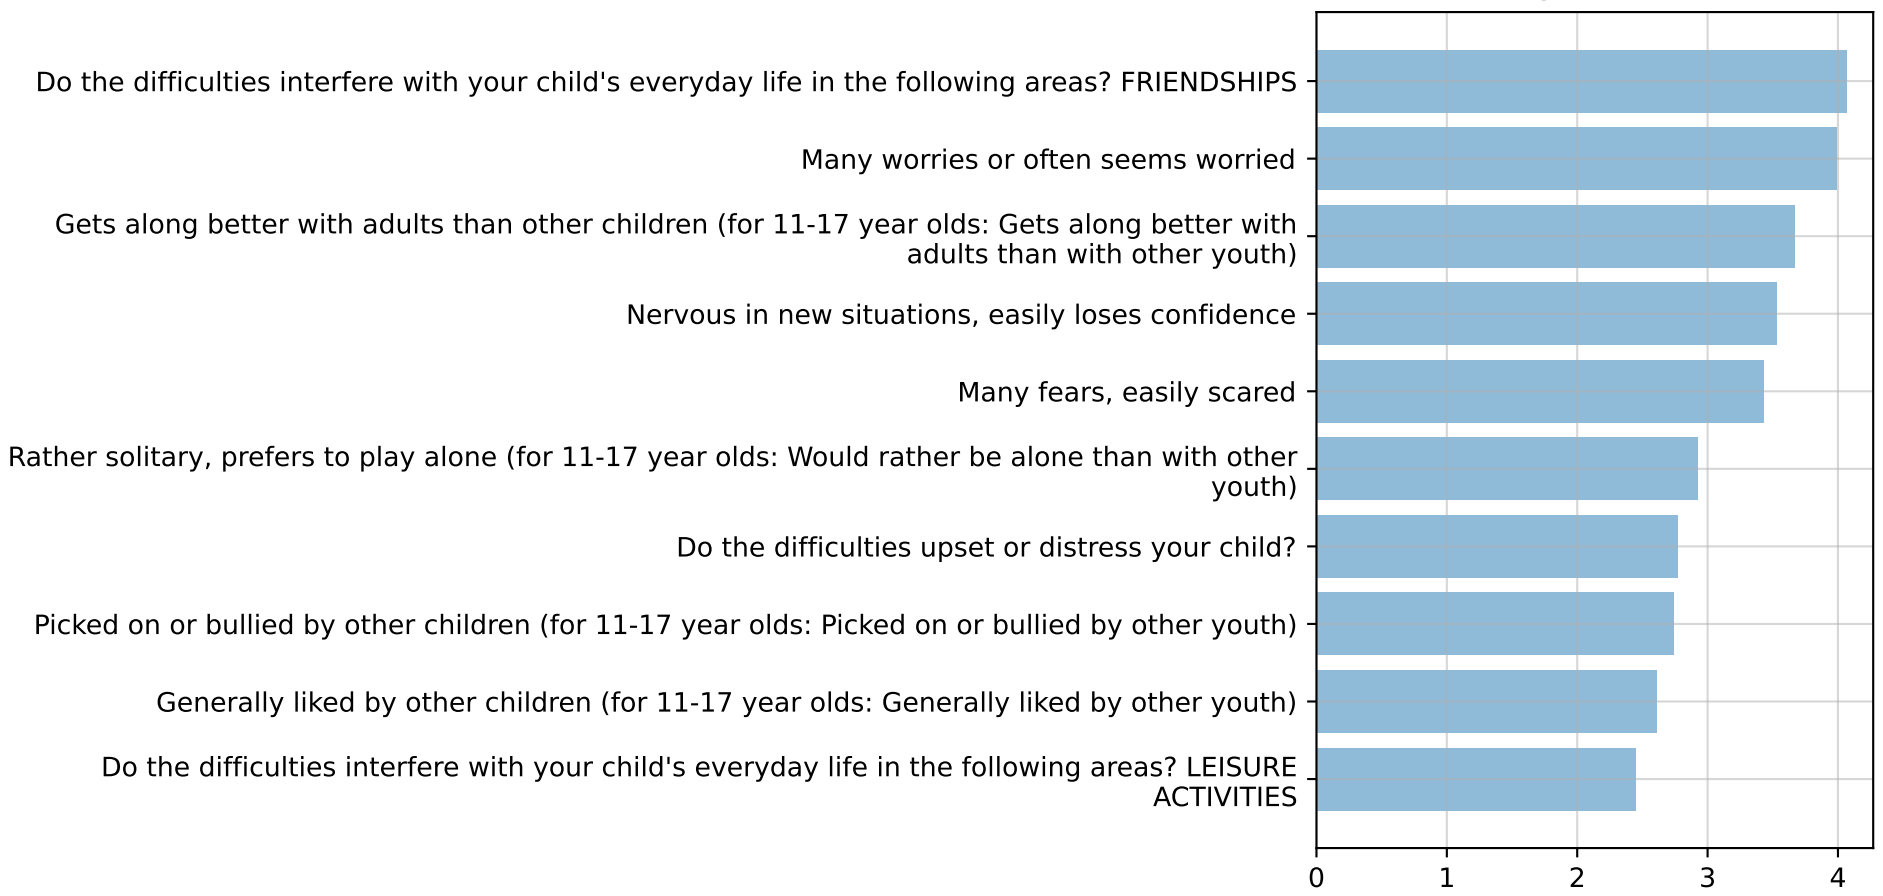 Do the difficulties interfere with your child's everyday life in the following areas? FRIENDSHIPS
Many worries or often seems worried
Gets along better with adults than other children (for 11-17 year olds: Gets along better with
adults than with other youth)
Nervous in new situations, easily loses confidence
Many fears, easily scared
Rather solitary, prefers to play alone (for 11-17 year olds: Would rather be alone than with other
youth)
Do the difficulties upset or distress your child?
Picked on or bullied by other children (for 11-17 year olds: Picked on or bullied by other youth)
Generally liked by other children (for 11-17 year olds: Generally liked by other youth)
Do the difficulties interfere with your child's everyday life in the following areas? LEISURE
ACTIVITIES
0 1 2 3 4